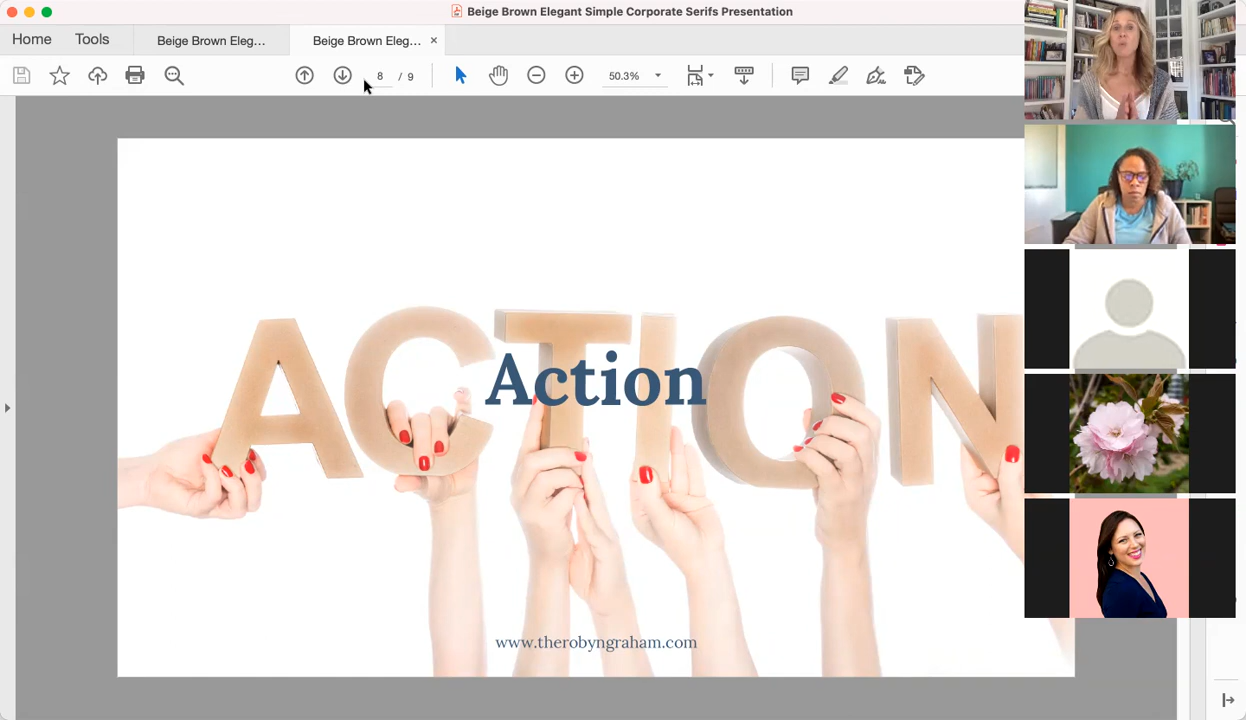 Beige Brown Elegant Simple Corporate Serifs Presentation
Home Tools Beige Brown Eleg... Beige Brown Eleg... ×
8 / 9 50.3%
ACTION
Action
www.therobyngraham.com